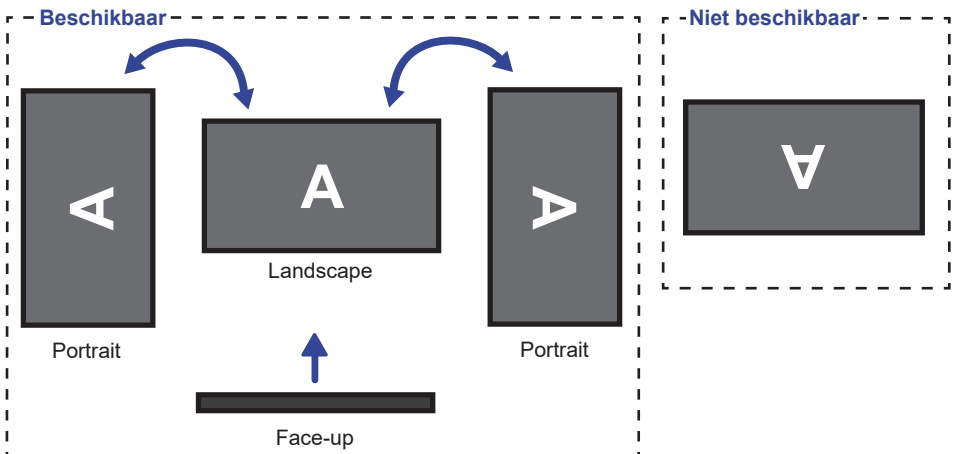 Beschikbaar
Niet beschikbaar
A
A
A
A
Landscape
Portrait
Portrait
Face-up